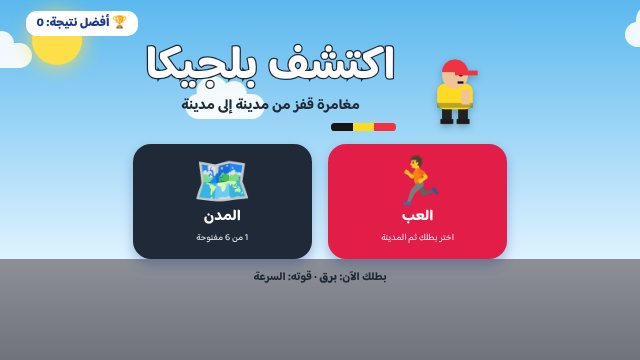 🏆 أفضل نتيجة: 0
اكتشف بلجيكا
مغامرة قفز من مدينة إلى مدينة
العب
اختر بطلك ثم المدينة
المدن
1 من 6 مفتوحة
بطلك الآن: برق · قوته: السرعة